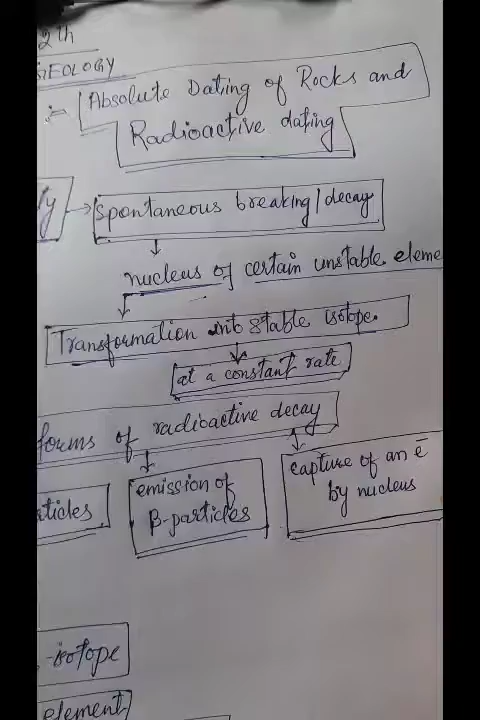 2th
GEOLOGY
:- Absolute Dating of Rocks and
Radioactive dating
ty → spontaneous breaking/decay
nucleus of certain unstable eleme
Transformation into stable isotope.
at a constant rate
forms of radioactive decay
rticles
emission of
β-particles
capture of an ē
by nucleus
-isotope
element